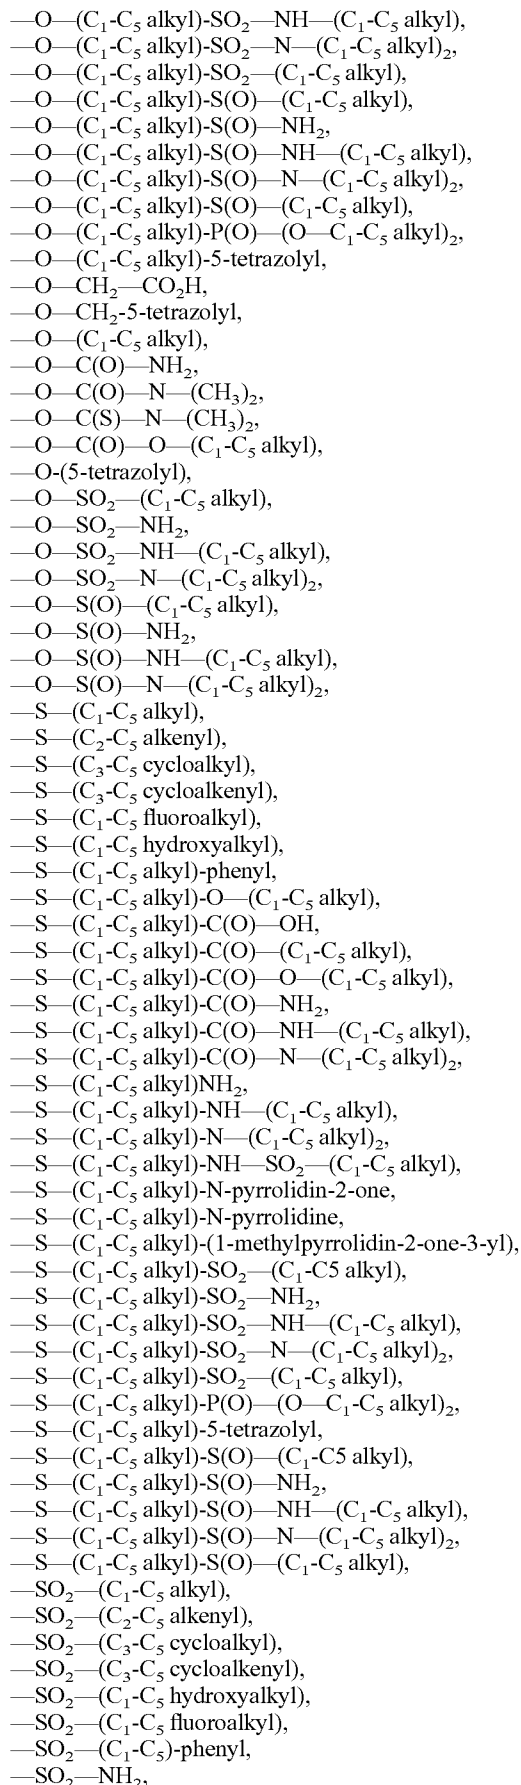 —O—(C₁-C₅ alkyl)-SO₂—NH—(C₁-C₅ alkyl),
—O—(C₁-C₅ alkyl)-SO₂—N—(C₁-C₅ alkyl)₂,
—O—(C₁-C₅ alkyl)-SO₂—(C₁-C₅ alkyl),
—O—(C₁-C₅ alkyl)-S(O)—(C₁-C₅ alkyl),
—O—(C₁-C₅ alkyl)-S(O)—NH₂,
—O—(C₁-C₅ alkyl)-S(O)—NH—(C₁-C₅ alkyl),
—O—(C₁-C₅ alkyl)-S(O)—N—(C₁-C₅ alkyl)₂,
—O—(C₁-C₅ alkyl)-S(O)—(C₁-C₅ alkyl),
—O—(C₁-C₅ alkyl)-P(O)—(O—C₁-C₅ alkyl)₂,
—O—(C₁-C₅ alkyl)-5-tetrazolyl,
—O—CH₂—CO₂H,
—O—CH₂-5-tetrazolyl,
—O—(C₁-C₅ alkyl),
—O—C(O)—NH₂,
—O—C(O)—N—(CH₃)₂,
—O—C(S)—N—(CH₃)₂,
—O—C(O)—O—(C₁-C₅ alkyl),
—O-(5-tetrazolyl),
—O—SO₂—(C₁-C₅ alkyl),
—O—SO₂—NH₂,
—O—SO₂—NH—(C₁-C₅ alkyl),
—O—SO₂—N—(C₁-C₅ alkyl)₂,
—O—S(O)—(C₁-C₅ alkyl),
—O—S(O)—NH₂,
—O—S(O)—NH—(C₁-C₅ alkyl),
—O—S(O)—N—(C₁-C₅ alkyl)₂,
—S—(C₁-C₅ alkyl),
—S—(C₂-C₅ alkenyl),
—S—(C₃-C₅ cycloalkyl),
—S—(C₃-C₅ cycloalkenyl),
—S—(C₁-C₅ fluoroalkyl),
—S—(C₁-C₅ hydroxyalkyl),
—S—(C₁-C₅ alkyl)-phenyl,
—S—(C₁-C₅ alkyl)-O—(C₁-C₅ alkyl),
—S—(C₁-C₅ alkyl)-C(O)—OH,
—S—(C₁-C₅ alkyl)-C(O)—(C₁-C₅ alkyl),
—S—(C₁-C₅ alkyl)-C(O)—O—(C₁-C₅ alkyl),
—S—(C₁-C₅ alkyl)-C(O)—NH₂,
—S—(C₁-C₅ alkyl)-C(O)—NH—(C₁-C₅ alkyl),
—S—(C₁-C₅ alkyl)-C(O)—N—(C₁-C₅ alkyl)₂,
—S—(C₁-C₅ alkyl)NH₂,
—S—(C₁-C₅ alkyl)-NH—(C₁-C₅ alkyl),
—S—(C₁-C₅ alkyl)-N—(C₁-C₅ alkyl)₂,
—S—(C₁-C₅ alkyl)-NH—SO₂—(C₁-C₅ alkyl),
—S—(C₁-C₅ alkyl)-N-pyrrolidin-2-one,
—S—(C₁-C₅ alkyl)-N-pyrrolidine,
—S—(C₁-C₅ alkyl)-(1-methylpyrrolidin-2-one-3-yl),
—S—(C₁-C₅ alkyl)-SO₂—(C₁-C5 alkyl),
—S—(C₁-C₅ alkyl)-SO₂—NH₂,
—S—(C₁-C₅ alkyl)-SO₂—NH—(C₁-C₅ alkyl),
—S—(C₁-C₅ alkyl)-SO₂—N—(C₁-C₅ alkyl)₂,
—S—(C₁-C₅ alkyl)-SO₂—(C₁-C₅ alkyl),
—S—(C₁-C₅ alkyl)-P(O)—(O—C₁-C₅ alkyl)₂,
—S—(C₁-C₅ alkyl)-5-tetrazolyl,
—S—(C₁-C₅ alkyl)-S(O)—(C₁-C5 alkyl),
—S—(C₁-C₅ alkyl)-S(O)—NH₂,
—S—(C₁-C₅ alkyl)-S(O)—NH—(C₁-C₅ alkyl),
—S—(C₁-C₅ alkyl)-S(O)—N—(C₁-C₅ alkyl)₂,
—S—(C₁-C₅ alkyl)-S(O)—(C₁-C₅ alkyl),
—SO₂—(C₁-C₅ alkyl),
—SO₂—(C₂-C₅ alkenyl),
—SO₂—(C₃-C₅ cycloalkyl),
—SO₂—(C₃-C₅ cycloalkenyl),
—SO₂—(C₁-C₅ hydroxyalkyl),
—SO₂—(C₁-C₅ fluoroalkyl),
—SO₂—(C₁-C₅)-phenyl,
—SO₂—NH₂,